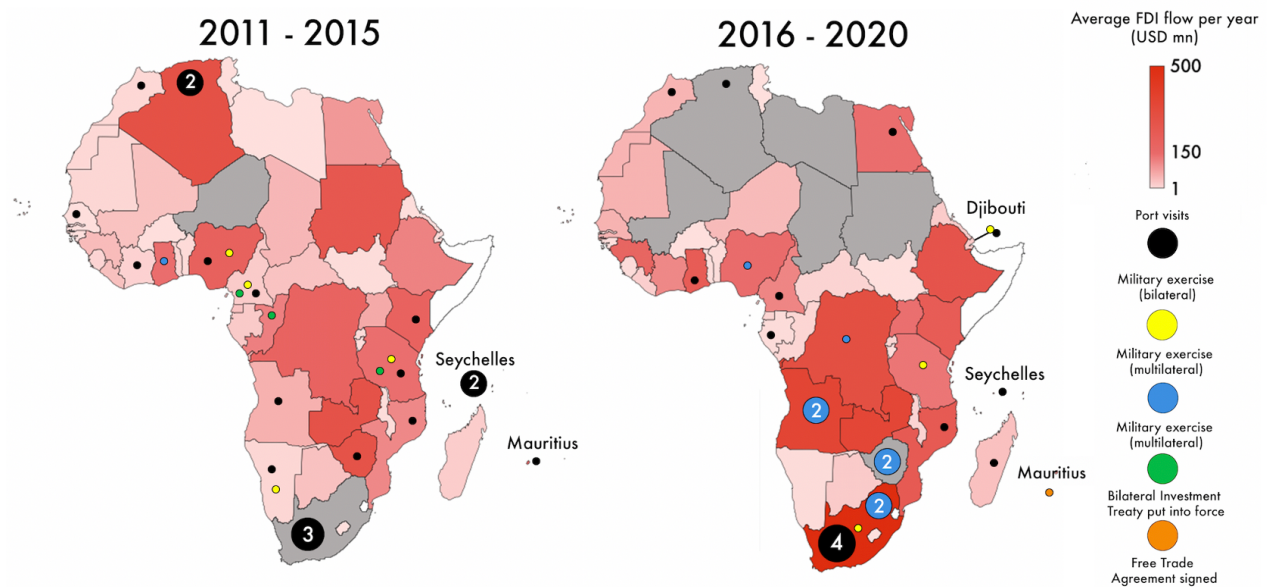 2011 - 2015
2016 - 2020
Average FDI flow per year
(USD mn)
500
150
1
2
Seychelles
2
Mauritius
3
Djibouti
2
Seychelles
2
Mauritius
2
4
Port visits
Military exercise
(bilateral)
Military exercise
(multilateral)
Military exercise
(multilateral)
Bilateral Investment
Treaty put into force
Free Trade
Agreement signed